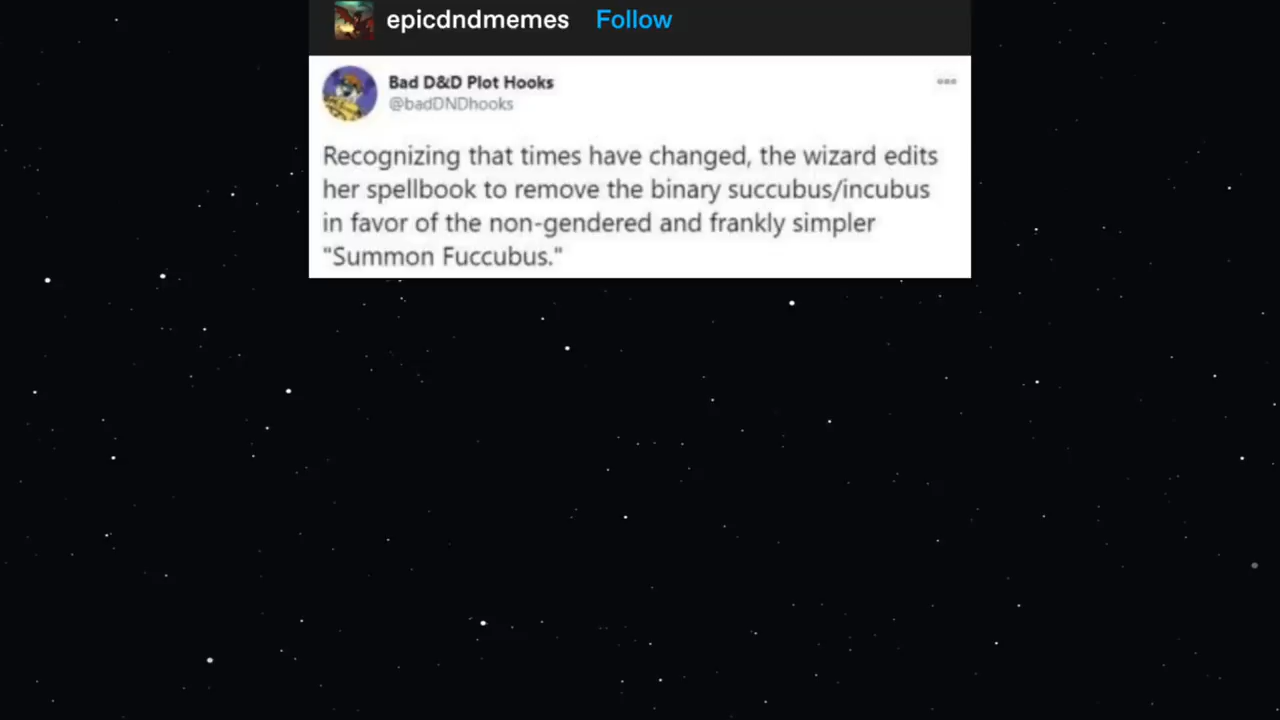 epicdndmemes Follow
Bad D&D Plot Hooks
@badDNDhooks
Recognizing that times have changed, the wizard edits
her spellbook to remove the binary succubus/incubus
in favor of the non-gendered and frankly simpler
"Summon Fuccubus."